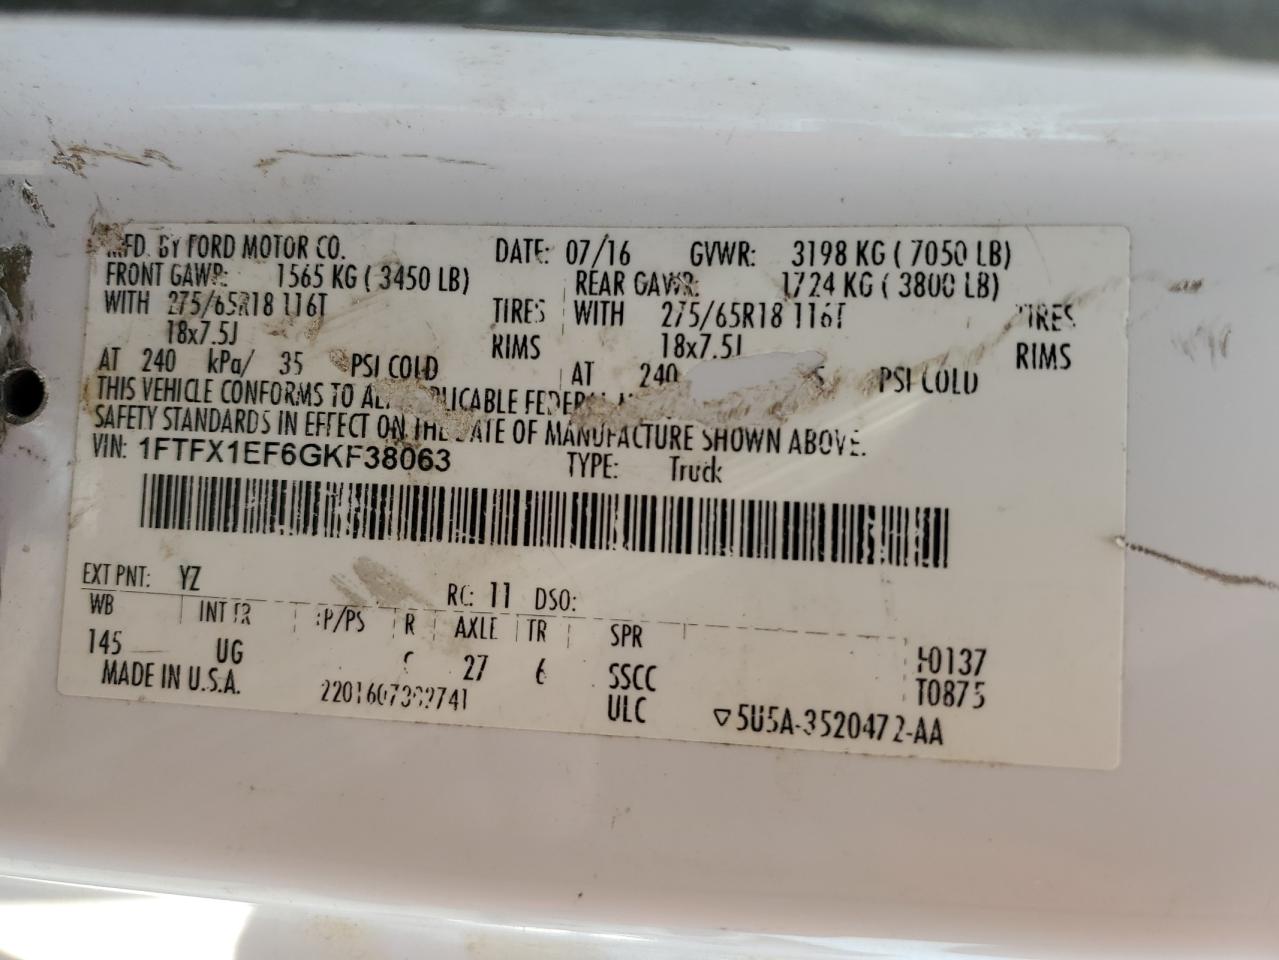 MFD. BY FORD MOTOR CO. DATE: 07/16 GVWR: 3198 KG ( 7050 LB)
FRONT GAWR: 1565 KG ( 3450 LB) REAR GAWR: 1724 KG ( 3800 LB)
WITH 275/65R18 116T TIRES WITH 275/65R18 116T TIRES
18x7.5J RIMS 18x7.5J RIMS
AT 240 kPa/ 35 PSI COLD AT 240 PSI COLD
THIS VEHICLE CONFORMS TO ALL APPLICABLE FEDERAL
SAFETY STANDARDS IN EFFECT ON THE DATE OF MANUFACTURE SHOWN ABOVE.
VIN: 1FTFX1EF6GKF38063 TYPE: Truck
EXT PNT: YZ RC: 11 DSO:
WB INT TR TP/PS R AXLE TR SPR
145 UG 27 6 SSCC F0137
MADE IN U.S.A. ULC T0875
▽5U5A-3520472-AA